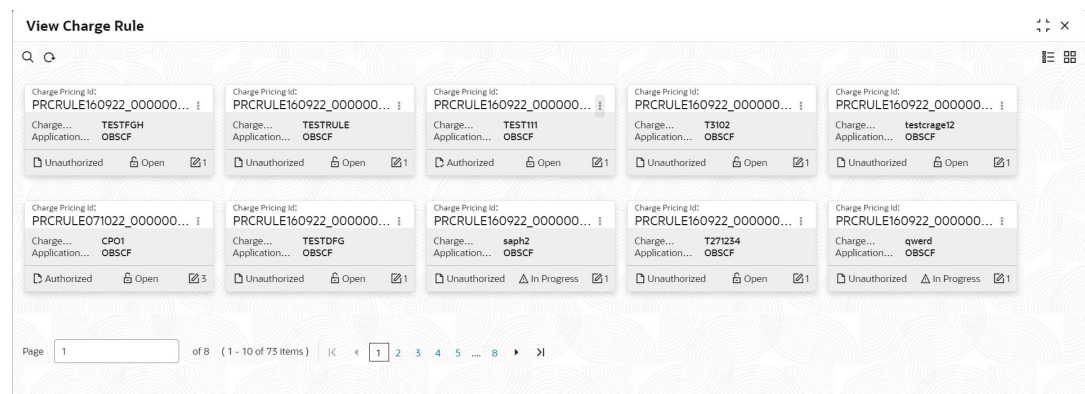 View Charge Rule
Charge Pricing Id: Charge Pricing Id: Charge Pricing Id: Charge Pricing Id: Charge Pricing Id:
PRCRULE160922_000000... PRCRULE160922_000000... PRCRULE160922_000000... PRCRULE160922_000000... PRCRULE160922_000000...
Charge... TESTFGH Charge... TESTRULE Charge... TEST111 Charge... T3102 Charge... testcrage12
Application... OBSCF Application... OBSCF Application... OBSCF Application... OBSCF Application... OBSCF
Unauthorized Open 1 Unauthorized Open 1 Authorized Open 1 Unauthorized Open 1 Unauthorized Open 1
Charge Pricing Id: Charge Pricing Id: Charge Pricing Id: Charge Pricing Id: Charge Pricing Id:
PRCRULE071022_000000... PRCRULE160922_000000... PRCRULE160922_000000... PRCRULE160922_000000... PRCRULE160922_000000...
Charge... CPO1 Charge... TESTDFG Charge... saph2 Charge... T271234 Charge... qwerd
Application... OBSCF Application... OBSCF Application... OBSCF Application... OBSCF Application... OBSCF
Authorized Open 3 Unauthorized Open 1 Unauthorized In Progress 1 Unauthorized Open 1 Unauthorized In Progress 1
Page 1 of 8 ( 1 - 10 of 73 items ) 1 2 3 4 5 .... 8